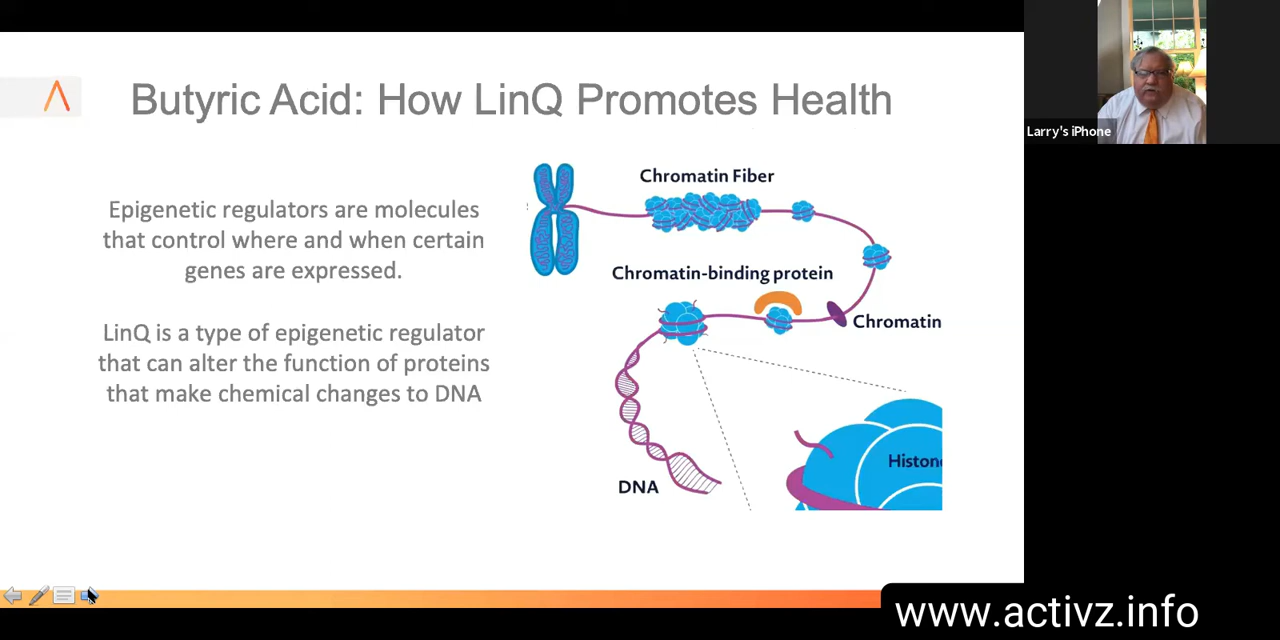 Butyric Acid: How LinQ Promotes Health
Larry's iPhone
Epigenetic regulators are molecules
that control where and when certain
genes are expressed.
LinQ is a type of epigenetic regulator
that can alter the function of proteins
that make chemical changes to DNA
Chromatin Fiber
Chromatin-binding protein
Chromatin
Histon
DNA
www.activz.info